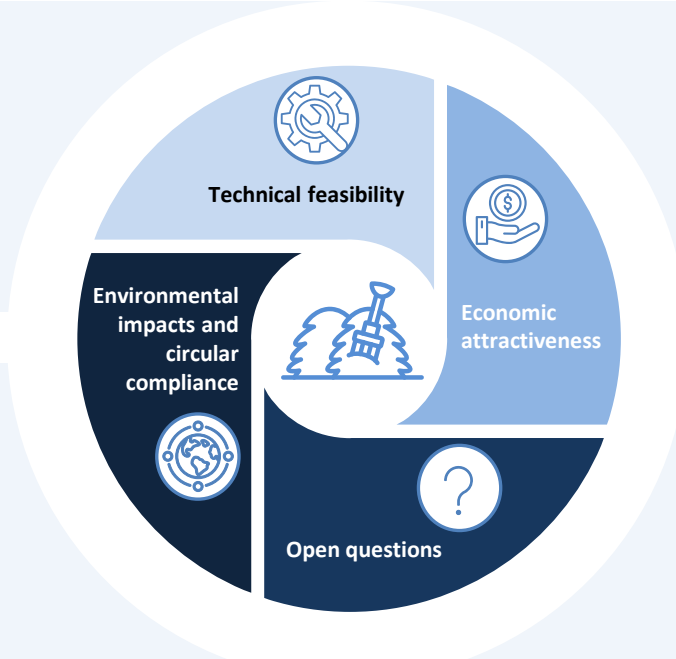 Technical feasibility
Economic
attractiveness
Environmental
impacts and
circular
compliance
$
?
Open questions